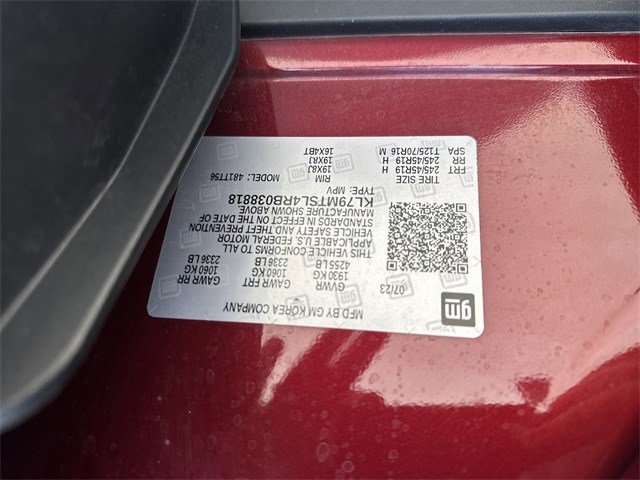 MFD BY GM KOREA COMPANY
gm
07/23
GVWR GAWR FRT GAWR RR
1930 KG 1060 KG 1060 KG
4255 LB 2336 LB 2336 LB
THIS VEHICLE CONFORMS TO ALL
APPLICABLE U.S. FEDERAL MOTOR
VEHICLE SAFETY AND THEFT PREVENTION
STANDARDS IN EFFECT ON THE DATE OF
MANUFACTURE SHOWN ABOVE.
KL79MTSL4RB038818
TYPE: MPV MODEL: 4S1TTS6
TIRE SIZE RIM
FRT 245/45R19 H 19X8J
RR 245/45R19 H 19X8J
SPA T125/70R16 M 16X4BT